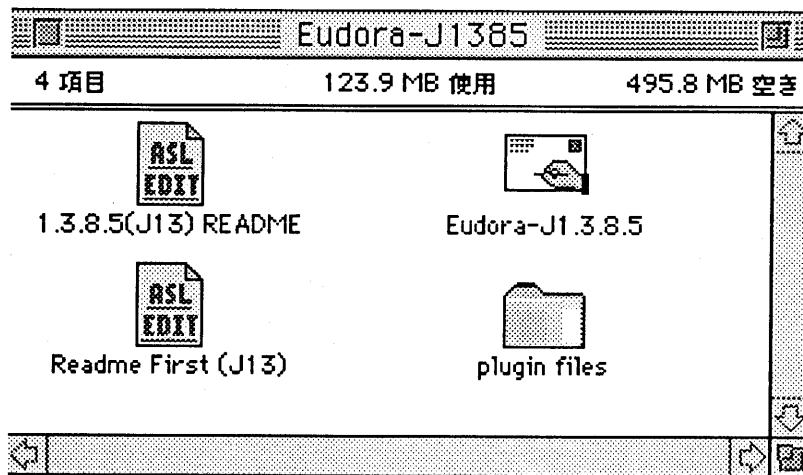 Eudora-J1385
4 項目 123.9 MB 使用 495.8 MB 空き
ASL EDIT
1.3.8.5(J13) README
Eudora-J1.3.8.5
ASL EDIT
Readme First (J13)
plugin files